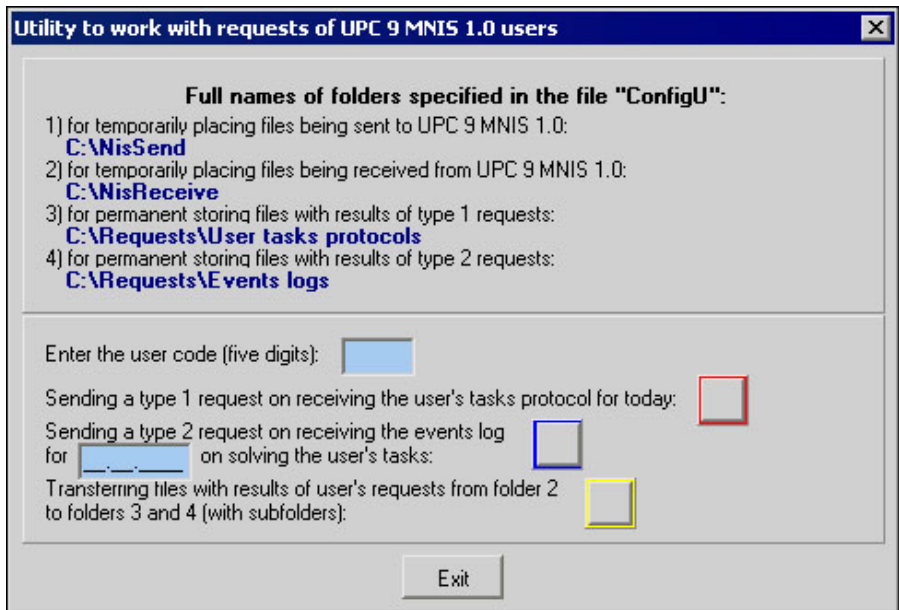 Utility to work with requests of UPC 9 MNIS 1.0 users
Full names of folders specified in the file "ConfigU":
1) for temporarily placing files being sent to UPC 9 MNIS 1.0:
C:\NisSend
2) for temporarily placing files being received from UPC 9 MNIS 1.0:
C:\NisReceive
3) for permanent storing files with results of type 1 requests:
C:\Requests\User tasks protocols
4) for permanent storing files with results of type 2 requests:
C:\Requests\Events logs
Enter the user code (five digits):
Sending a type 1 request on receiving the user's tasks protocol for today:
Sending a type 2 request on receiving the events log
for __.__.____ on solving the user's tasks:
Transferring files with results of user's requests from folder 2
to folders 3 and 4 (with subfolders):
Exit